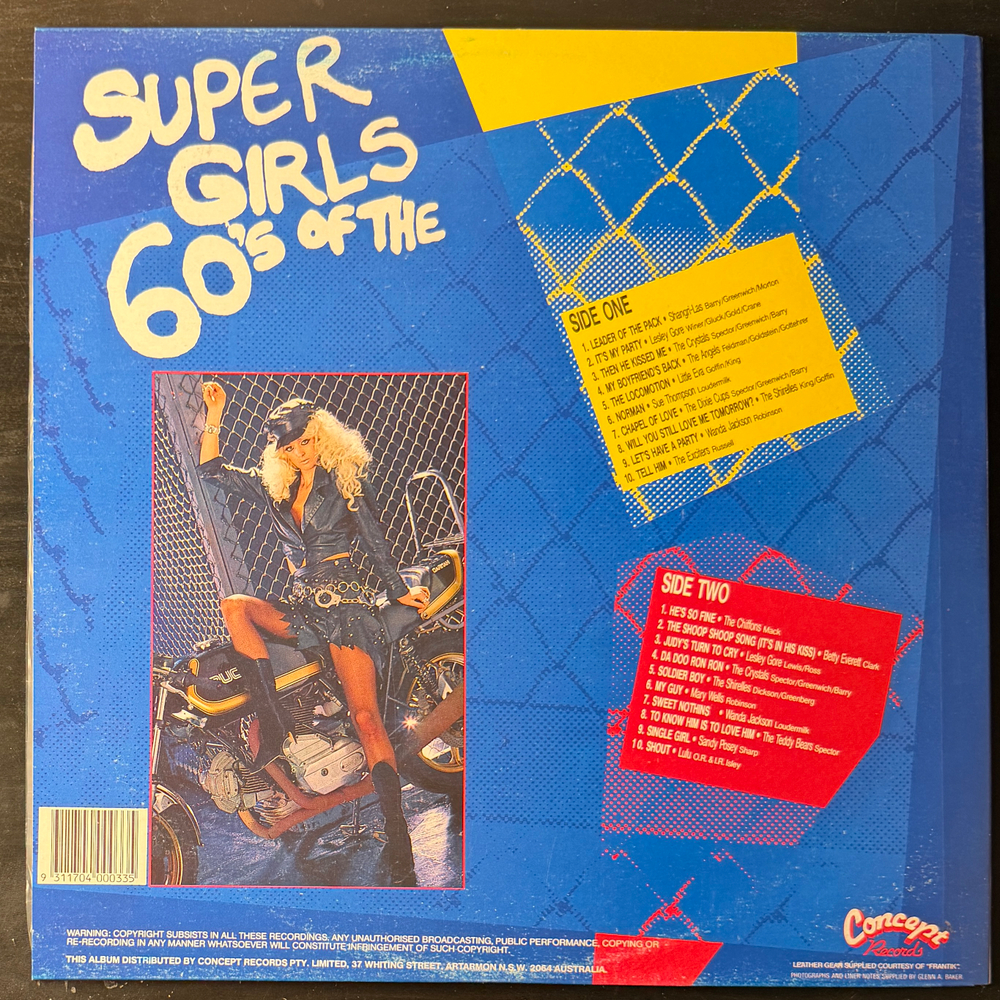 SUPER
GIRLS
60'S OF THE
SIDE ONE
1. LEADER OF THE PACK • Shangri-Las Barry/Greenwich/Morton
2. IT'S MY PARTY • Lesley Gore Winer/Gluck/Gold/Crane
3. THEN HE KISSED ME • The Crystals Spector/Greenwich/Barry
4. MY BOYFRIEND'S BACK • The Angels Feldman/Goldstein/Gottehrer
5. THE LOCOMOTION • Little Eva Goffin/King
6. NORMAN • Sue Thompson Loudermilk
7. CHAPEL OF LOVE • The Dixie Cups Spector/Greenwich/Barry
8. WILL YOU STILL LOVE ME TOMORROW? • The Shirelles King/Goffin
9. LET'S HAVE A PARTY • Wanda Jackson Robinson
10. TELL HIM • The Exciters Russell
SIDE TWO
1. HE'S SO FINE • The Chiffons Mack
2. THE SHOOP SHOOP SONG (IT'S IN HIS KISS) • Betty Everett Clark
3. JUDY'S TURN TO CRY • Lesley Gore Lewis/Ross
4. DA DOO RON RON • The Crystals Spector/Greenwich/Barry
5. SOLDIER BOY • The Shirelles Dickson/Greenberg
6. MY GUY • Mary Wells Robinson
7. SWEET NOTHINS' • Wanda Jackson Loudermilk
8. TO KNOW HIM IS TO LOVE HIM • The Teddy Bears Spector
9. SINGLE GIRL • Sandy Posey Sharp
10. SHOUT • Lulu O.R. & I.R. Isley
9 311704 000335
WARNING: COPYRIGHT SUBSISTS IN ALL THESE RECORDINGS. ANY UNAUTHORISED BROADCASTING, PUBLIC PERFORMANCE, COPYING OR
RE-RECORDING IN ANY MANNER WHATSOEVER WILL CONSTITUTE INFRINGEMENT OF SUCH COPYRIGHT.
THIS ALBUM DISTRIBUTED BY CONCEPT RECORDS PTY. LIMITED, 37 WHITING STREET, ARTARMON N.S.W. 2064 AUSTRALIA.
Concept
Records
LEATHER GEAR SUPPLIED COURTESY OF "FRANTIK"
PHOTOGRAPHS AND LINER NOTES SUPPLIED BY GLENN A. BAKER